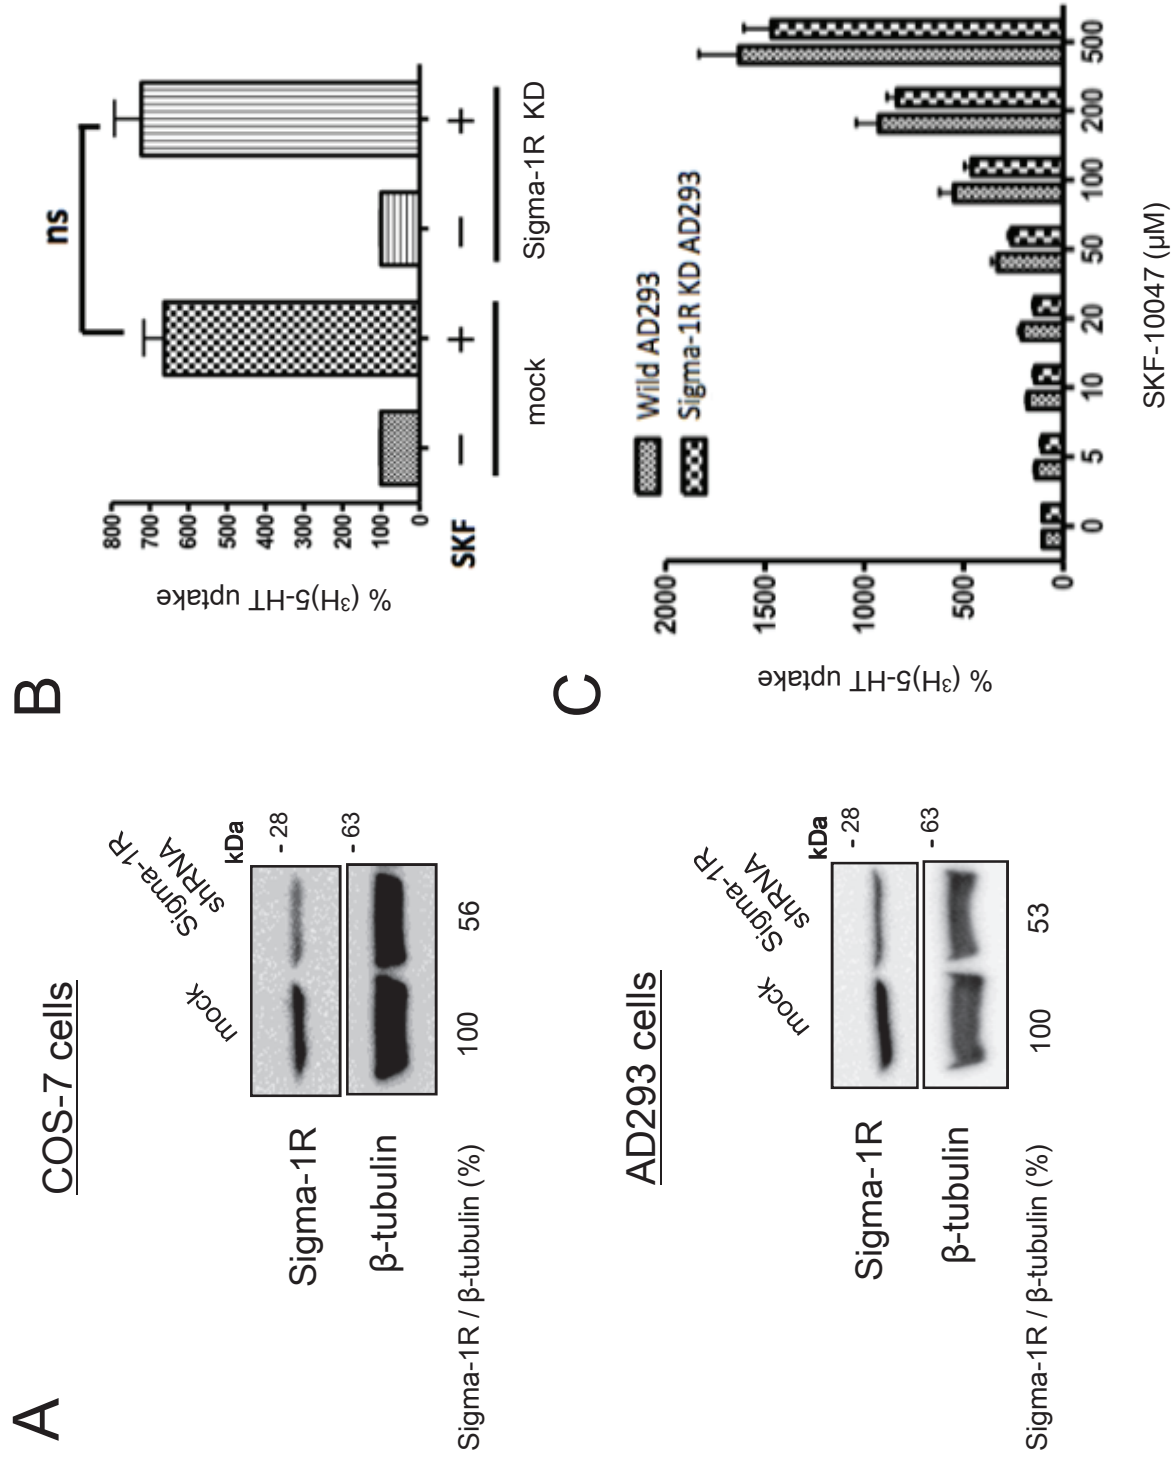 A
COS-7 cells
mock
Sigma-1R
shRNA
kDa
Sigma-1R
- 28
β-tubulin
- 63
Sigma-1R / β-tubulin (%)
100 56
AD293 cells
mock
Sigma-1R
shRNA
kDa
Sigma-1R
- 28
β-tubulin
- 63
Sigma-1R / β-tubulin (%)
100 53
B
% (³H)5-HT uptake
800
700
600
500
400
300
200
100
0
ns
SKF − + − +
mock Sigma-1R KD
C
% (³H)5-HT uptake
2000
1500
1000
500
0
Wild AD293
Sigma-1R KD AD293
0 5 10 20 50 100 200 500
SKF-10047 (µM)